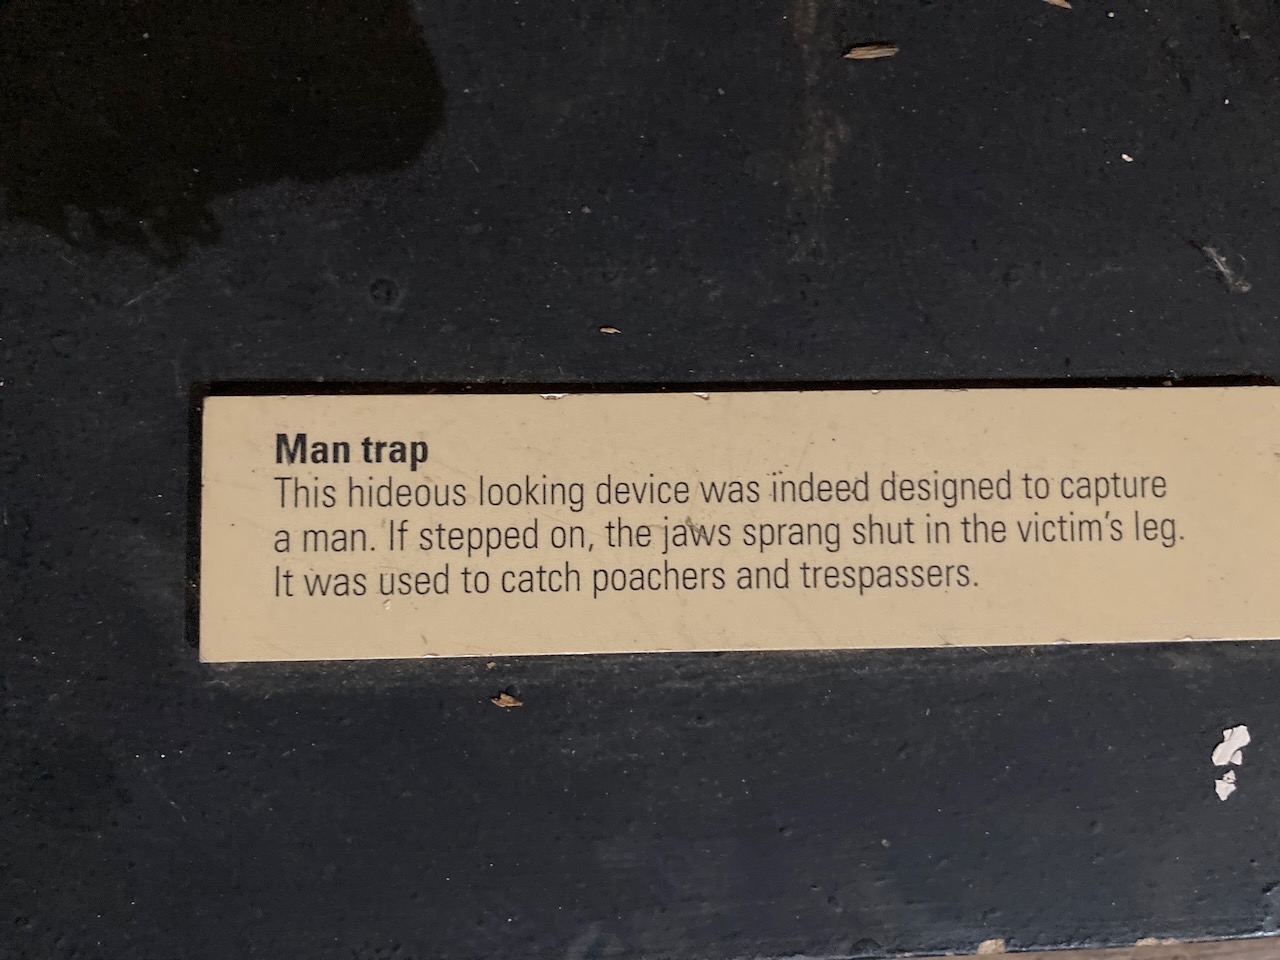 Man trap
This hideous looking device was indeed designed to capture
a man. If stepped on, the jaws sprang shut in the victim's leg.
It was used to catch poachers and trespassers.